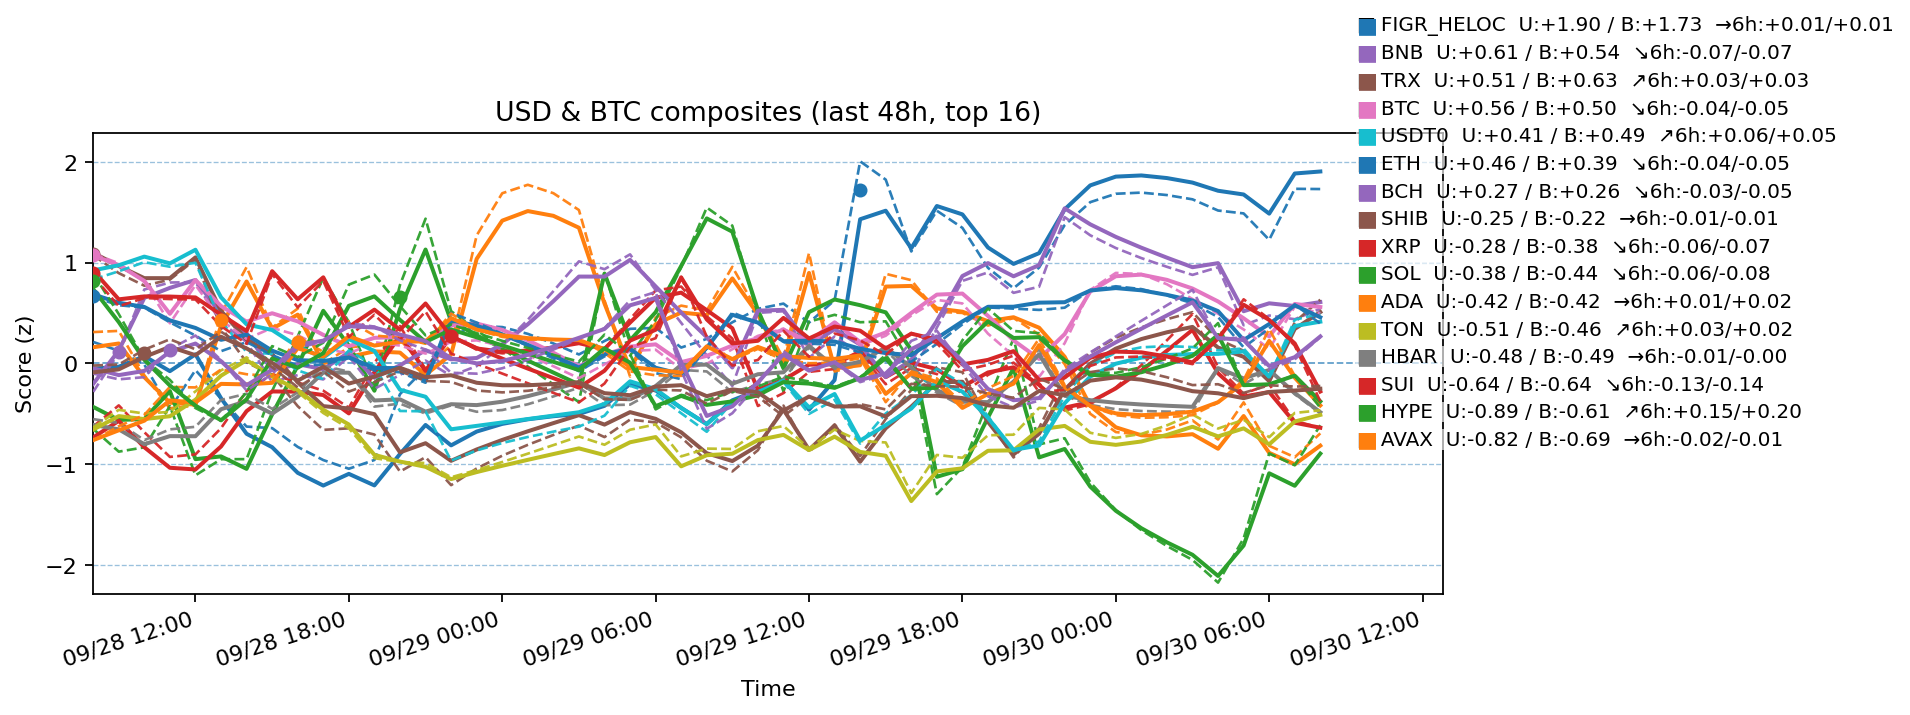 FIGR_HELOC U:+1.90 / B:+1.73 →6h:+0.01/+0.01
BNB U:+0.61 / B:+0.54 ↘6h:-0.07/-0.07
TRX U:+0.51 / B:+0.63 ↗6h:+0.03/+0.03
BTC U:+0.56 / B:+0.50 ↘6h:-0.04/-0.05
USDT0 U:+0.41 / B:+0.49 ↗6h:+0.06/+0.05
ETH U:+0.46 / B:+0.39 ↘6h:-0.04/-0.05
BCH U:+0.27 / B:+0.26 ↘6h:-0.03/-0.05
SHIB U:-0.25 / B:-0.22 →6h:-0.01/-0.01
XRP U:-0.28 / B:-0.38 ↘6h:-0.06/-0.07
SOL U:-0.38 / B:-0.44 ↘6h:-0.06/-0.08
ADA U:-0.42 / B:-0.42 →6h:+0.01/+0.02
TON U:-0.51 / B:-0.46 ↗6h:+0.03/+0.02
HBAR U:-0.48 / B:-0.49 →6h:-0.01/-0.00
SUI U:-0.64 / B:-0.64 ↘6h:-0.13/-0.14
HYPE U:-0.89 / B:-0.61 ↗6h:+0.15/+0.20
AVAX U:-0.82 / B:-0.69 →6h:-0.02/-0.01
USD & BTC composites (last 48h, top 16)
Score (z)
2
1
0
−1
−2
09/28 12:00
09/28 18:00
09/29 00:00
09/29 06:00
09/29 12:00
09/29 18:00
09/30 00:00
09/30 06:00
09/30 12:00
Time